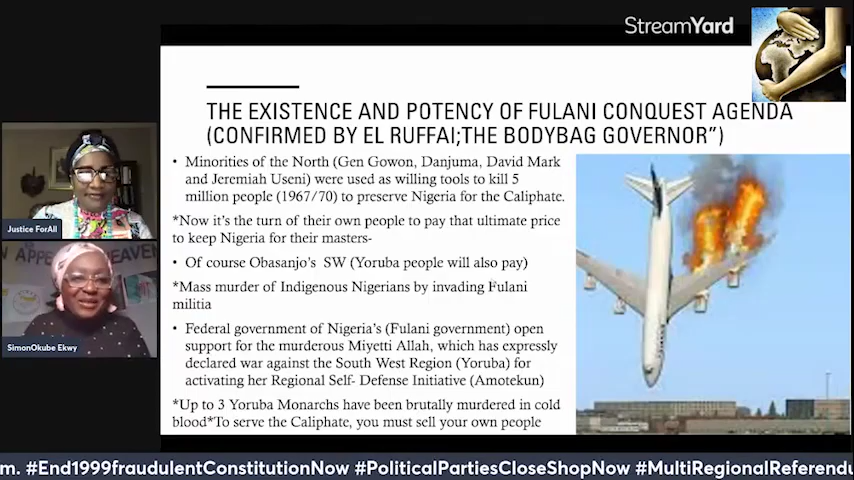 StreamYard
THE EXISTENCE AND POTENCY OF FULANI CONQUEST AGENDA
(CONFIRMED BY EL RUFFAI;THE BODYBAG GOVERNOR”)
• Minorities of the North (Gen Gowon, Danjuma, David Mark
and Jeremiah Useni) were used as willing tools to kill 5
million people (1967/70) to preserve Nigeria for the Caliphate.
*Now it's the turn of their own people to pay that ultimate price
to keep Nigeria for their masters-
• Of course Obasanjo's SW (Yoruba people will also pay)
*Mass murder of Indigenous Nigerians by invading Fulani
militia
• Federal government of Nigeria's (Fulani government) open
support for the murderous Miyetti Allah, which has expressly
declared war against the South West Region (Yoruba) for
activating her Regional Self- Defense Initiative (Amotekun)
*Up to 3 Yoruba Monarchs have been brutally murdered in cold
blood*To serve the Caliphate, you must sell your own people
Justice ForAll
SimonOkube Ekwy
m. #End1999fraudulentConstitutionNow #PoliticalPartiesCloseShopNow #MultiRegionalReferendu